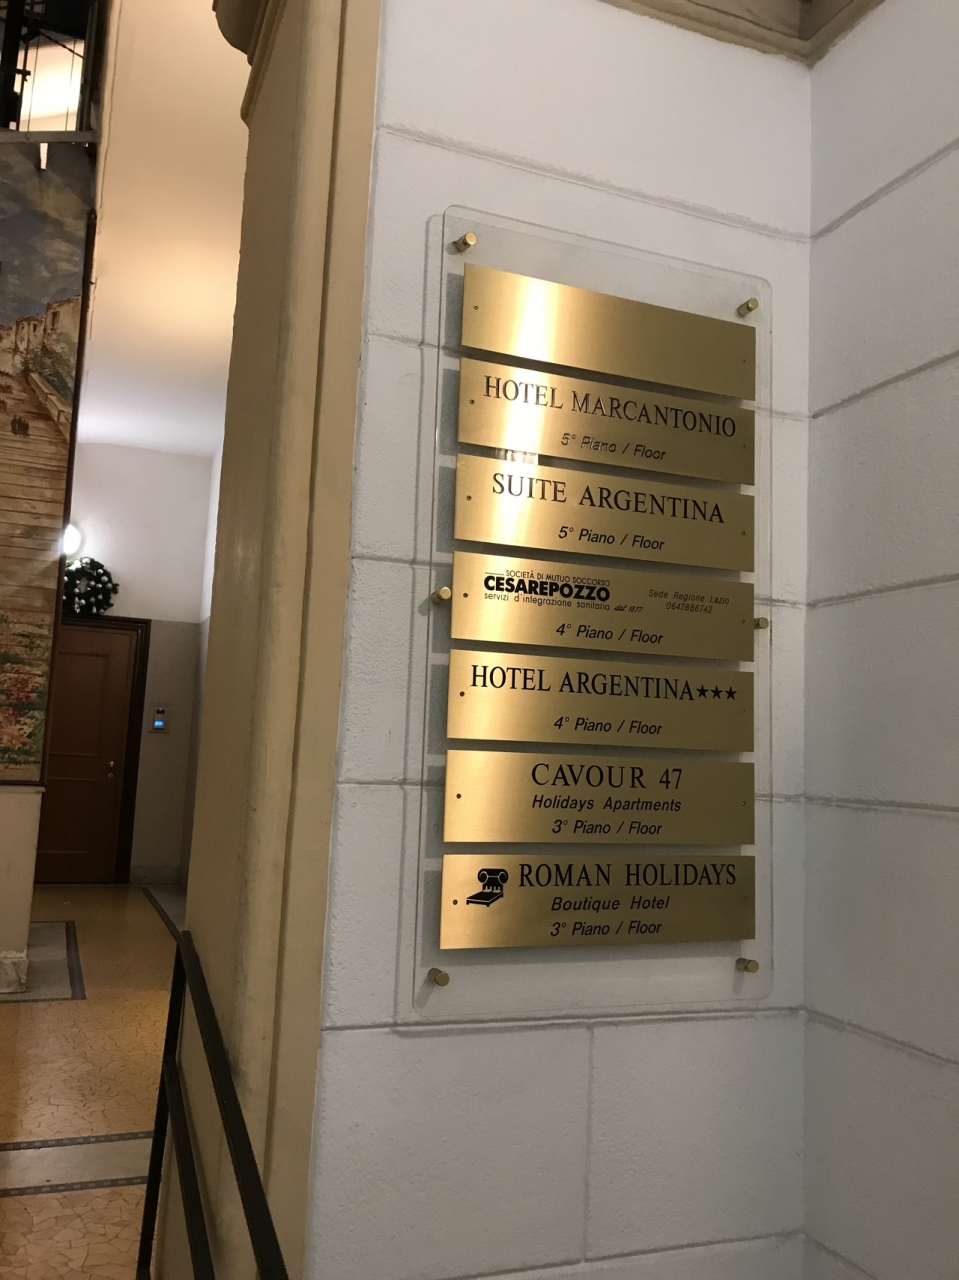 HOTEL MARCANTONIO
5° Piano / Floor
SUITE ARGENTINA
5° Piano / Floor
SOCIETÀ DI MUTUO SOCCORSO
CESAREPOZZO
servizi d'integrazione sanitaria dal 1877
Sede Regione Lazio
0647886742
4° Piano / Floor
HOTEL ARGENTINA★★★
4° Piano / Floor
CAVOUR 47
Holidays Apartments
3° Piano / Floor
ROMAN HOLIDAYS
Boutique Hotel
3° Piano / Floor